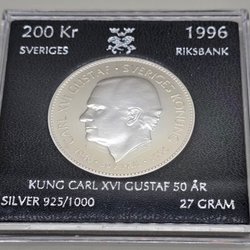 200 Kr 1996
SVERIGES RIKSBANK
CARL XVI GUSTAF SVERIGES KONUNG
KUNG CARL XVI GUSTAF 50 ÅR
SILVER 925/1000 27 GRAM